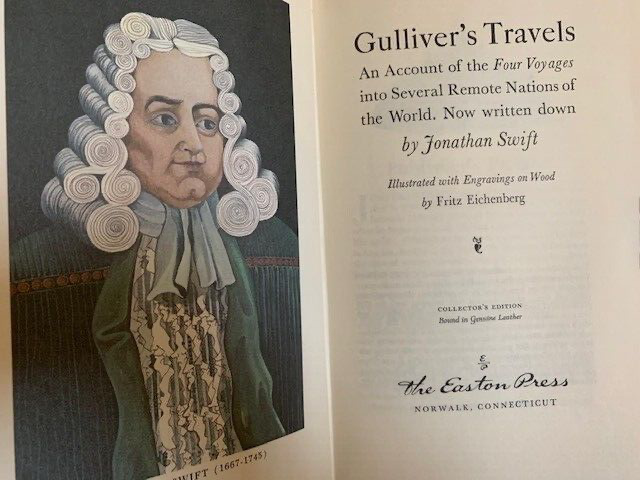 WIFT (1667-1745)
Gulliver's Travels
An Account of the Four Voyages
into Several Remote Nations of
the World. Now written down
by Jonathan Swift
Illustrated with Engravings on Wood
by Fritz Eichenberg
COLLECTOR'S EDITION
Bound in Genuine Leather
the Easton Press
NORWALK, CONNECTICUT